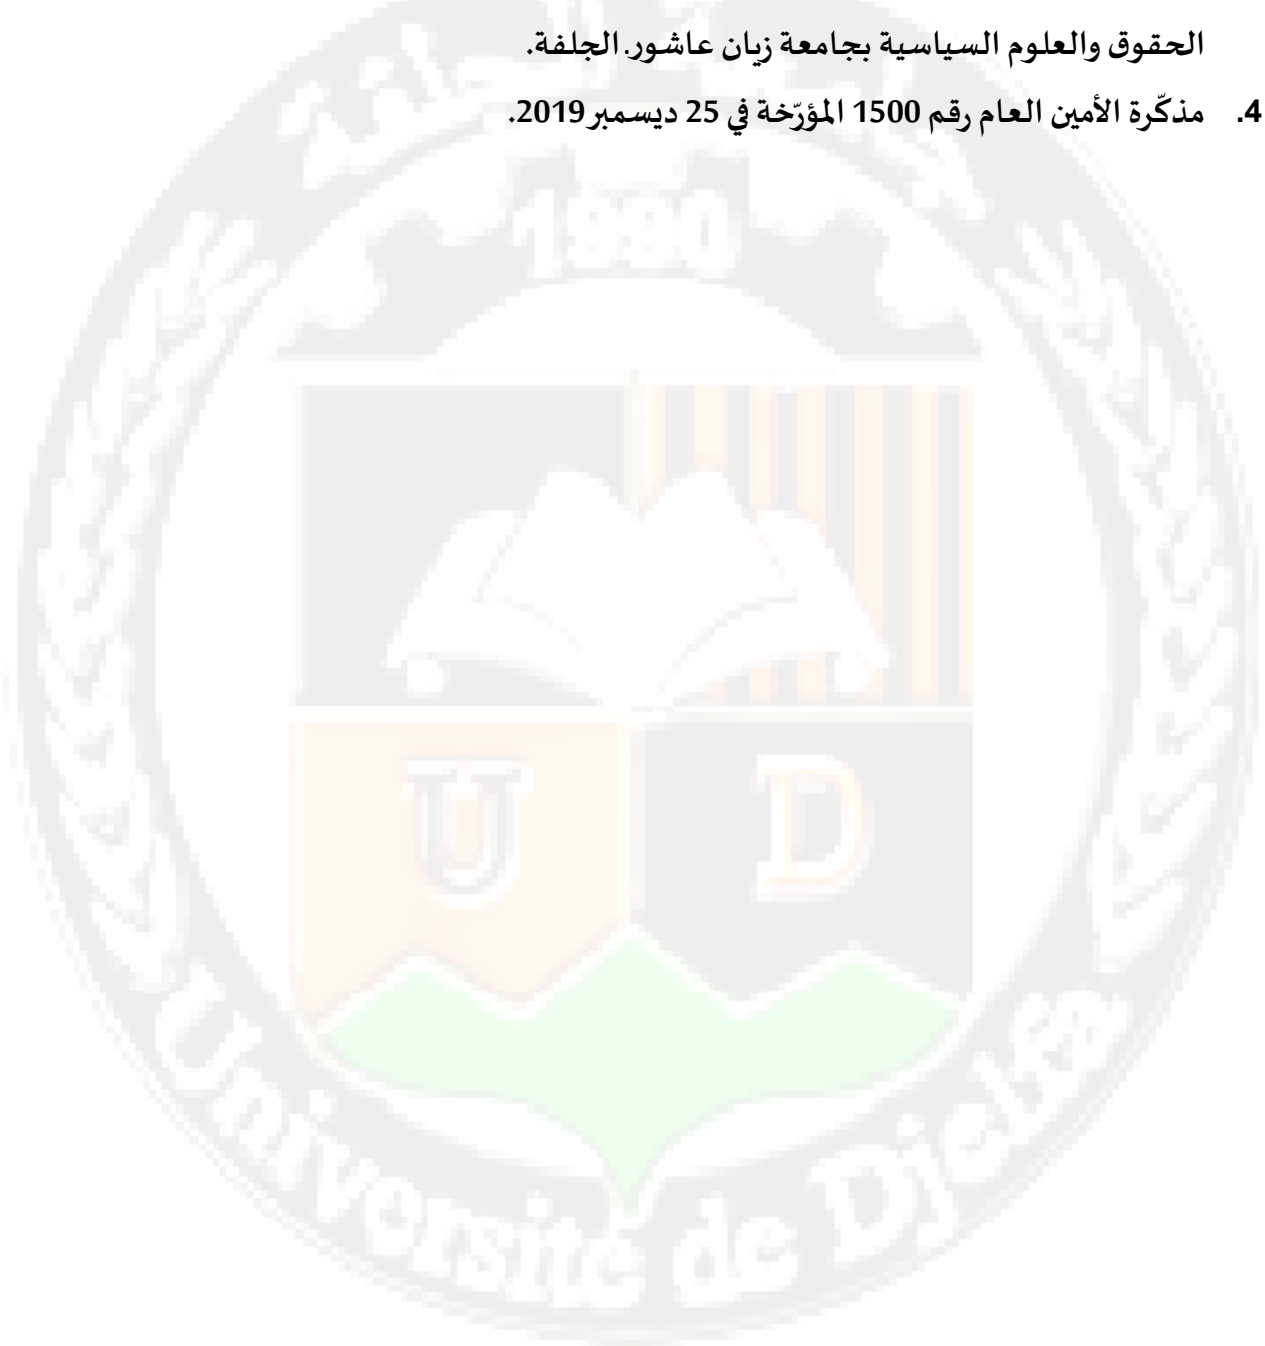 الحقوق والعلوم السياسية بجامعة زيان عاشور. الجلفة.
4. مذكّرة الأمين العام رقم 1500 المؤرّخة في 25 ديسمبر 2019.
1990
U D
Université de Djelfa